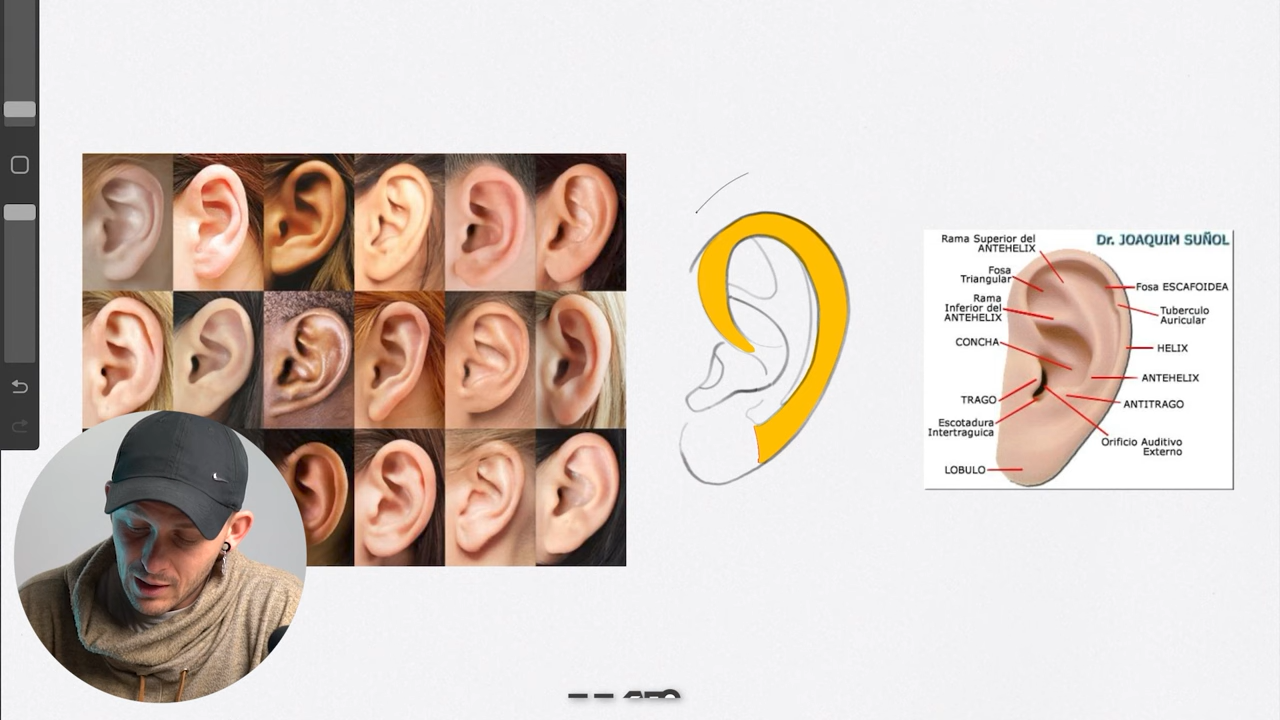 Dr. JOAQUIM SUÑOL
Rama Superior del
ANTEHELIX
Fosa
Triangular
Rama
Inferior del
ANTEHELIX
CONCHA
TRAGO
Escotadura
Intertraguica
LOBULO
Fosa ESCAFOIDEA
Tuberculo
Auricular
HELIX
ANTEHELIX
ANTITRAGO
Orificio Auditivo
Externo